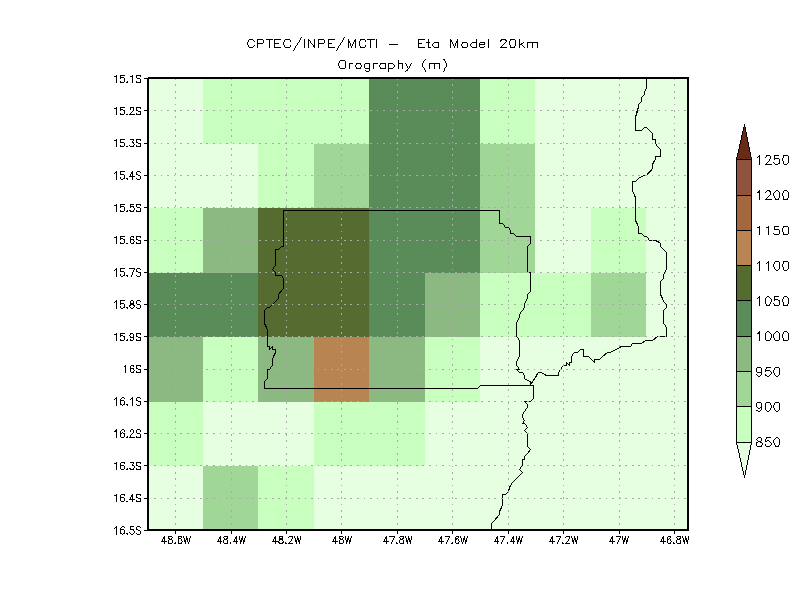 CPTEC/INPE/MCTI – Eta Model 20km
Orography (m)
15.1S
15.2S
15.3S
15.4S
15.5S
15.6S
15.7S
15.8S
15.9S
16S
16.1S
16.2S
16.3S
16.4S
16.5S
48.6W 48.4W 48.2W 48W 47.8W 47.6W 47.4W 47.2W 47W 46.8W
1250
1200
1150
1100
1050
1000
950
900
850